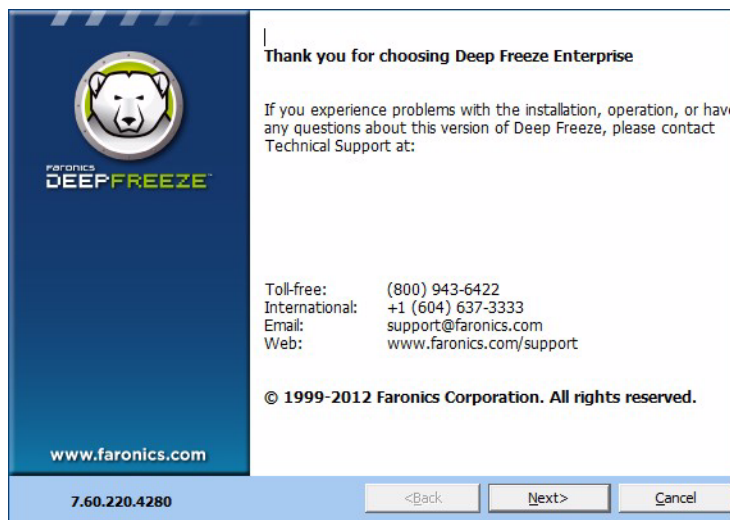 Thank you for choosing Deep Freeze Enterprise
If you experience problems with the installation, operation, or have
any questions about this version of Deep Freeze, please contact
Technical Support at:
FARONICS
DEEPFREEZE™
Toll-free: (800) 943-6422
International: +1 (604) 637-3333
Email: support@faronics.com
Web: www.faronics.com/support
© 1999-2012 Faronics Corporation. All rights reserved.
www.faronics.com
7.60.220.4280
<Back
Next>
Cancel